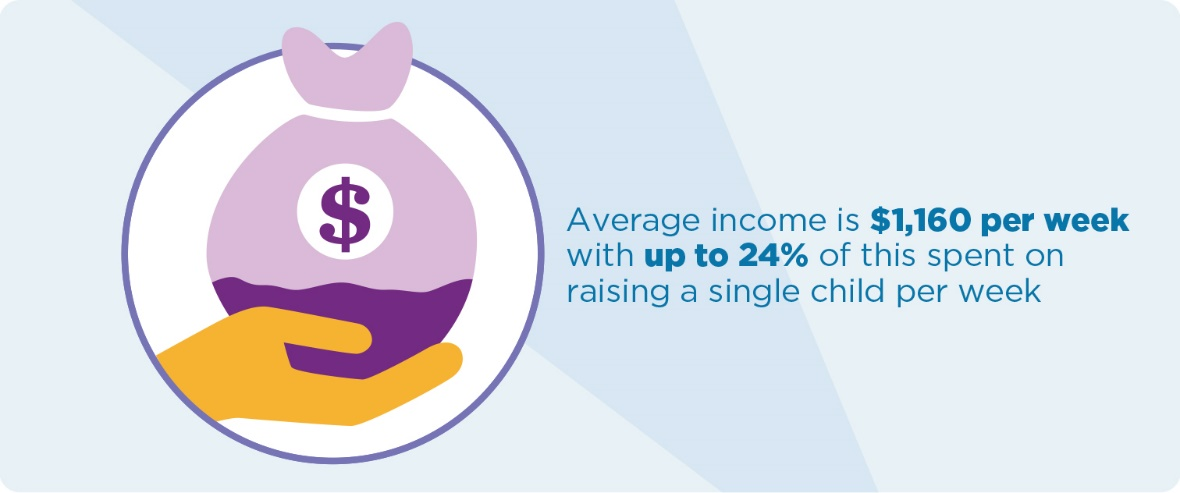 $
Average income is $1,160 per week
with up to 24% of this spent on
raising a single child per week